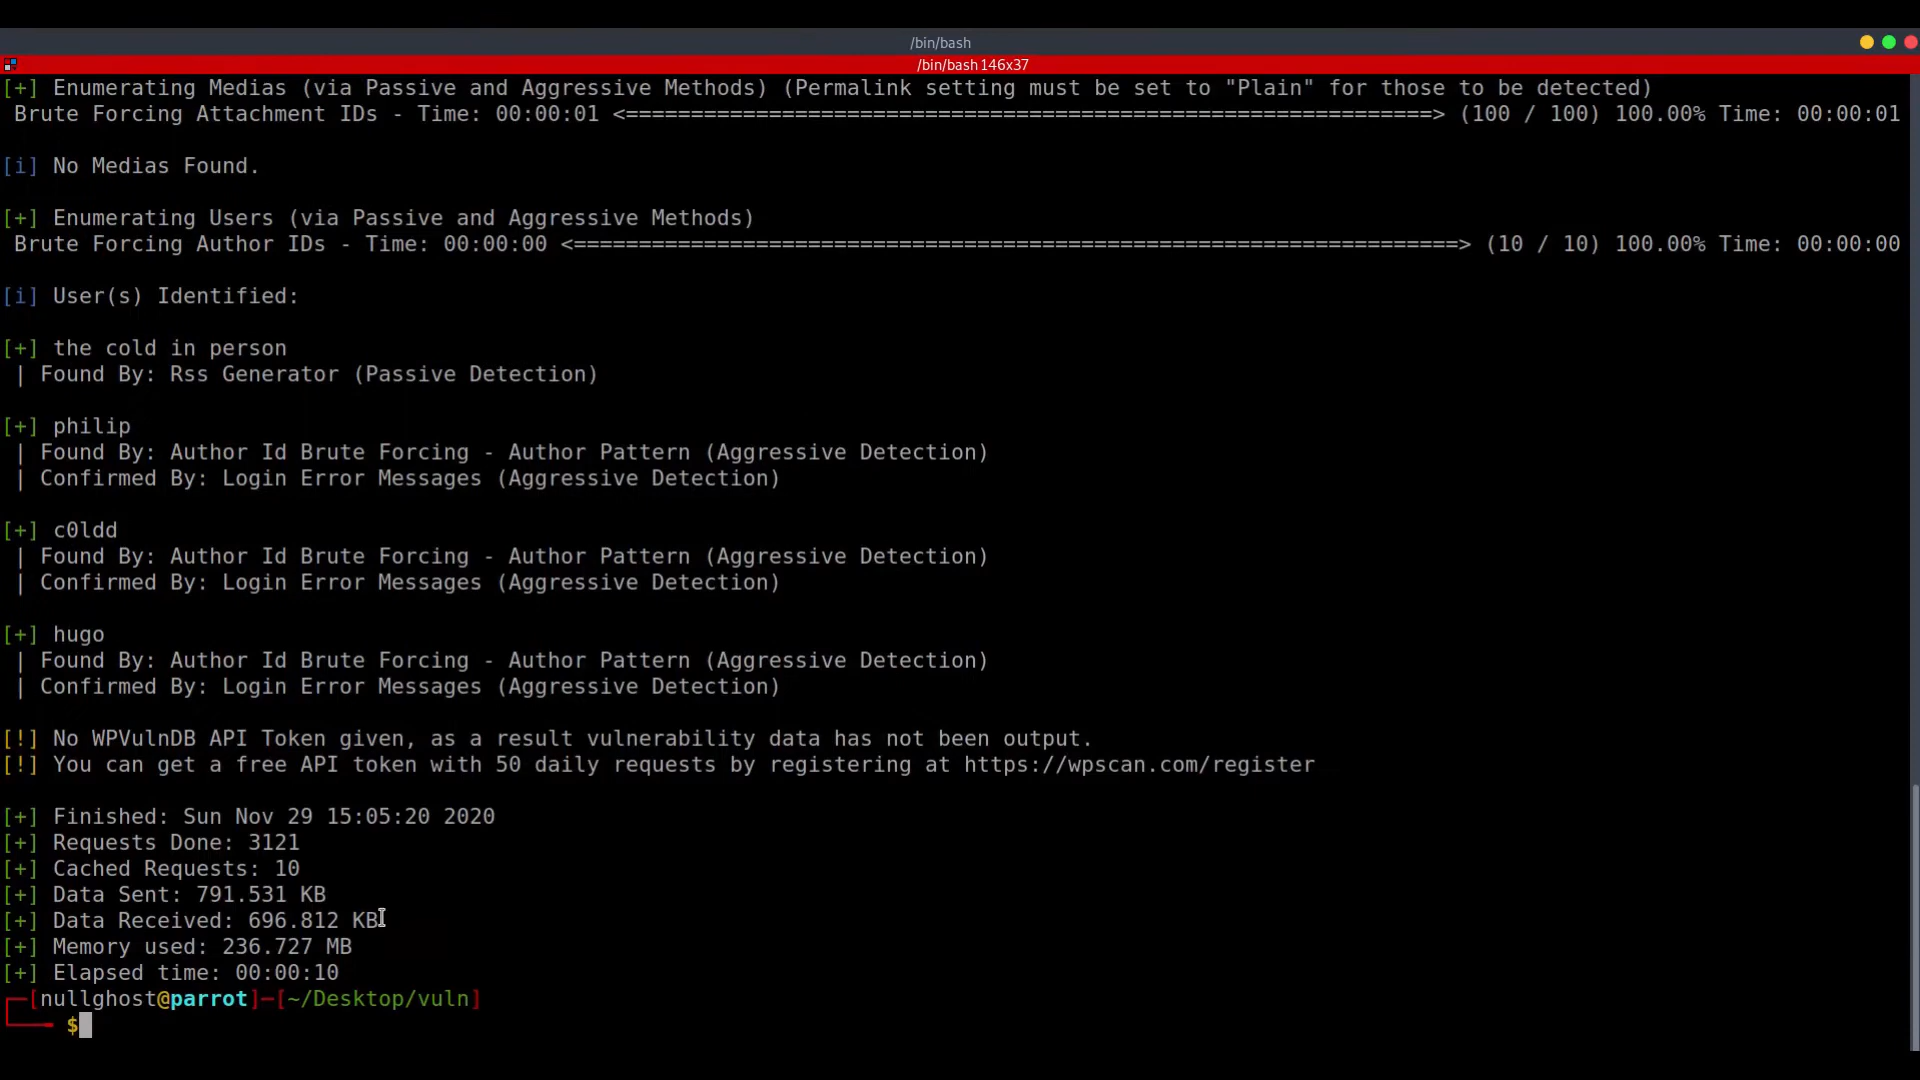 /bin/bash
/bin/bash 146x37
[+] Enumerating Medias (via Passive and Aggressive Methods) (Permalink setting must be set to "Plain" for those to be detected)
 Brute Forcing Attachment IDs - Time: 00:00:01 <==============================================================> (100 / 100) 100.00% Time: 00:00:01
[i] No Medias Found.
[+] Enumerating Users (via Passive and Aggressive Methods)
 Brute Forcing Author IDs - Time: 00:00:00 <====================================================================> (10 / 10) 100.00% Time: 00:00:00
[i] User(s) Identified:
[+] the cold in person
 | Found By: Rss Generator (Passive Detection)
[+] philip
 | Found By: Author Id Brute Forcing - Author Pattern (Aggressive Detection)
 | Confirmed By: Login Error Messages (Aggressive Detection)
[+] c0ldd
 | Found By: Author Id Brute Forcing - Author Pattern (Aggressive Detection)
 | Confirmed By: Login Error Messages (Aggressive Detection)
[+] hugo
 | Found By: Author Id Brute Forcing - Author Pattern (Aggressive Detection)
 | Confirmed By: Login Error Messages (Aggressive Detection)
[!] No WPVulnDB API Token given, as a result vulnerability data has not been output.
[!] You can get a free API token with 50 daily requests by registering at https://wpscan.com/register
[+] Finished: Sun Nov 29 15:05:20 2020
[+] Requests Done: 3121
[+] Cached Requests: 10
[+] Data Sent: 791.531 KB
[+] Data Received: 696.812 KB
[+] Memory used: 236.727 MB
[+] Elapsed time: 00:00:10
┌─[nullghost@parrot]─[~/Desktop/vuln]
└──╼ $